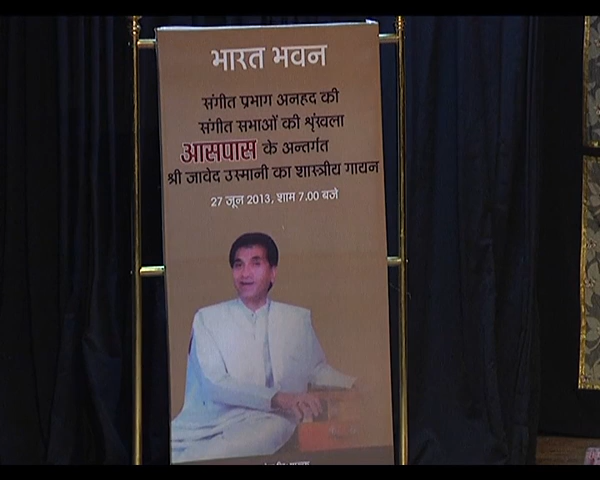 भारत भवन
संगीत प्रभाग अनहद की
संगीत सभाओं की श्रृंखला
आसपास के अन्तर्गत
श्री जावेद उस्मानी का शास्त्रीय गायन
27 जून 2013, शाम 7.00 बजे